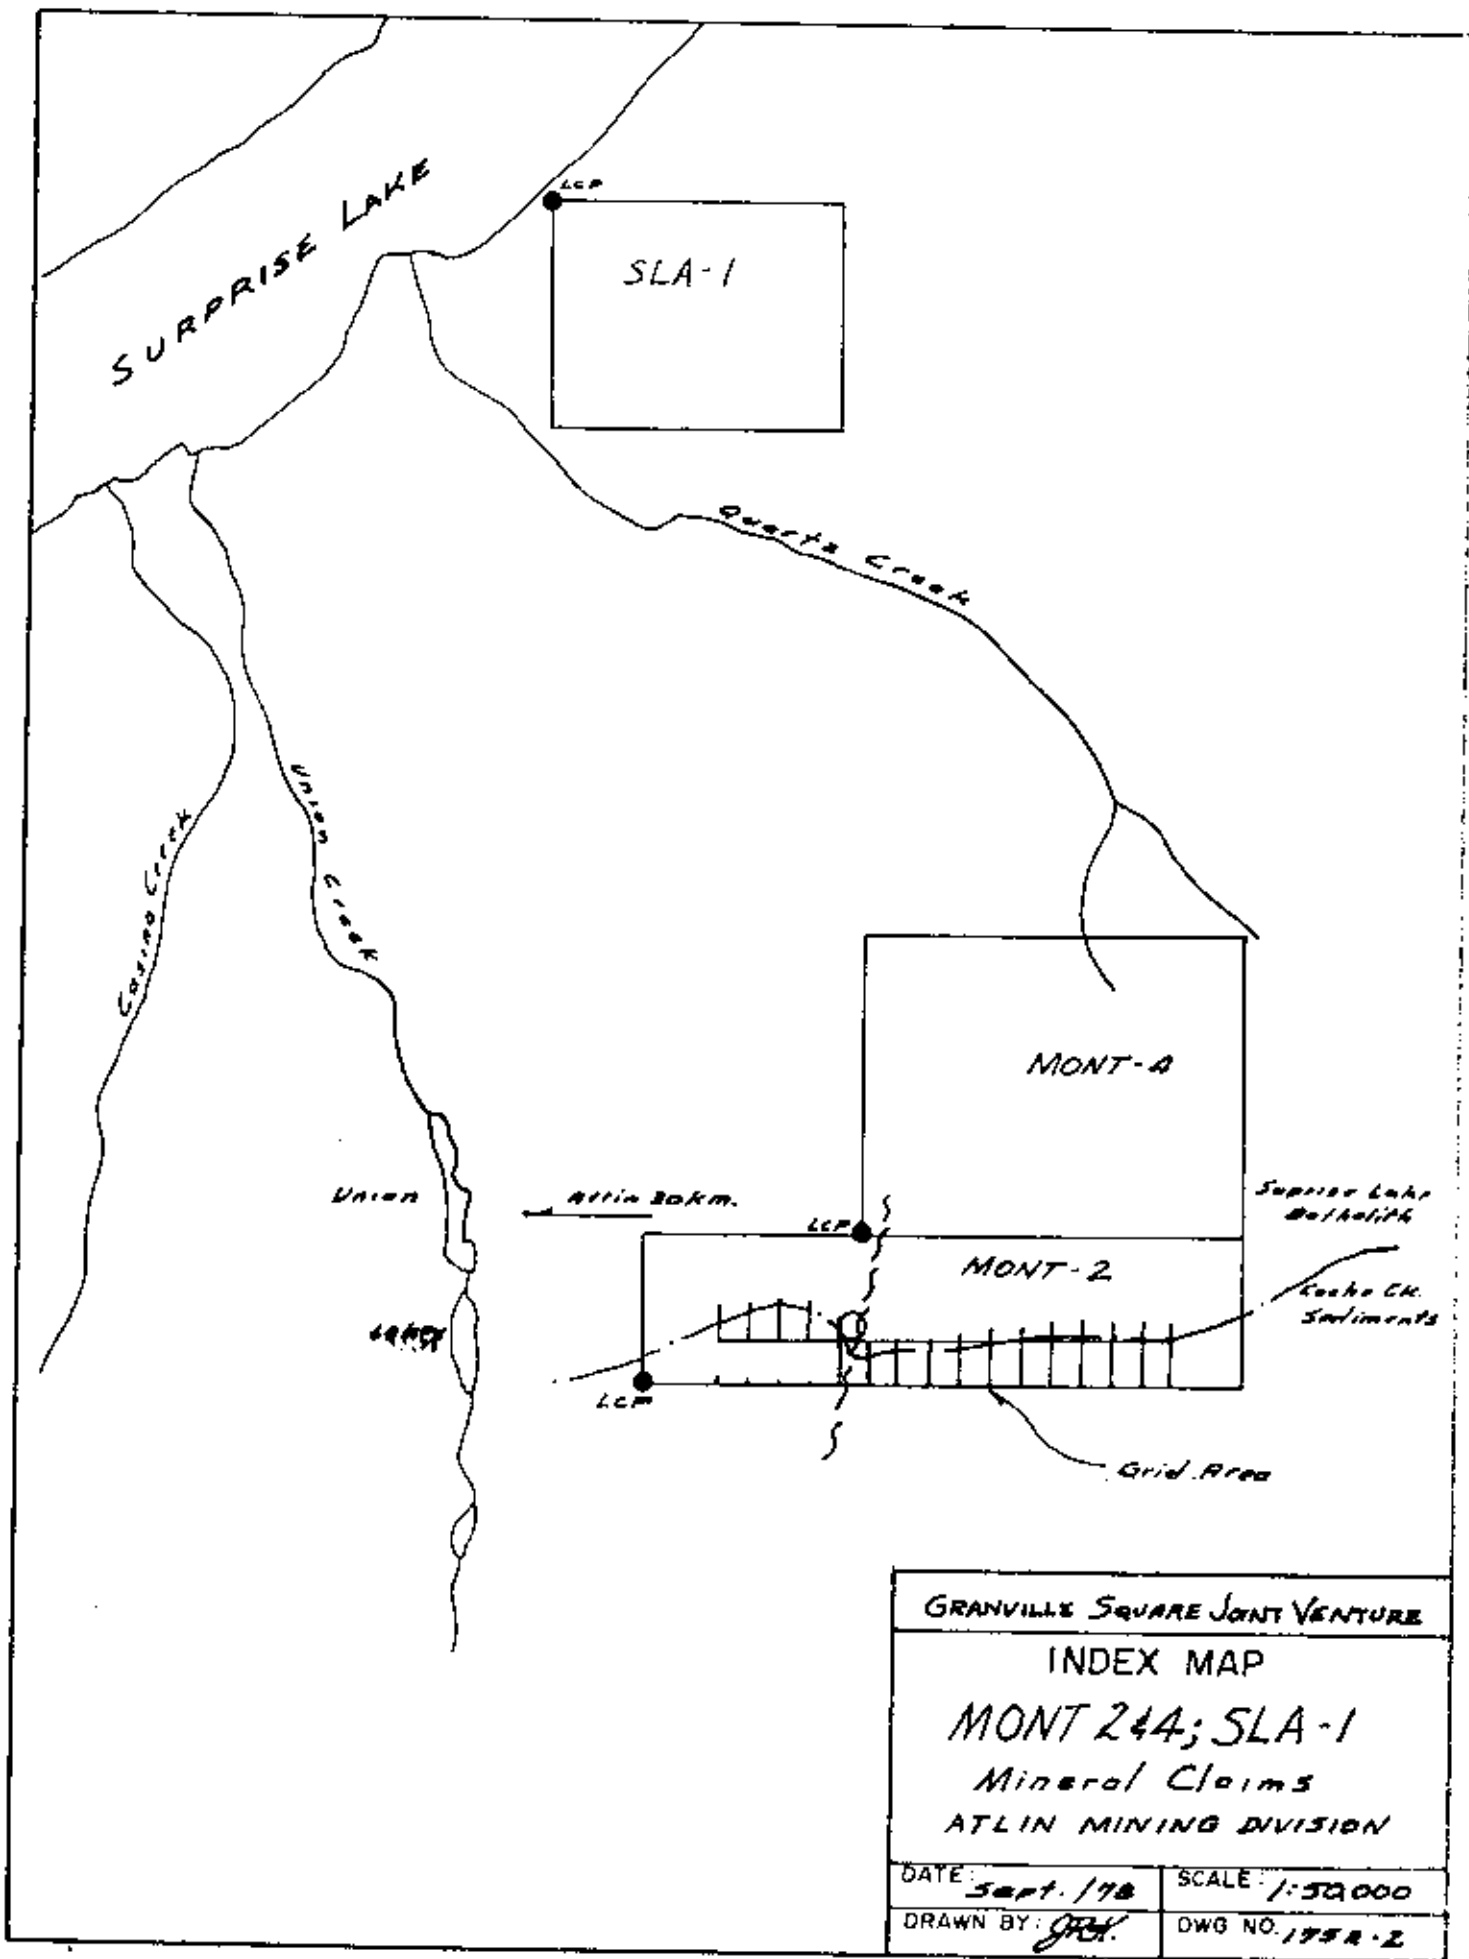 SURPRISE LAKE
LCP
SLA-1
Quartz Creek
Union Creek
Casino Creek
MONT-4
Union
Atlin 30km.
LCP
Suprise Lake
Batholith
MONT-2
Cache Ck.
Sediments
Lakes
LCP
Grid Area
GRANVILLE SQUARE JOINT VENTURE
INDEX MAP
MONT 2&4; SLA-1
Mineral Claims
ATLIN MINING DIVISION
DATE: Sept. /78
SCALE: 1:50,000
DRAWN BY:
DWG NO.